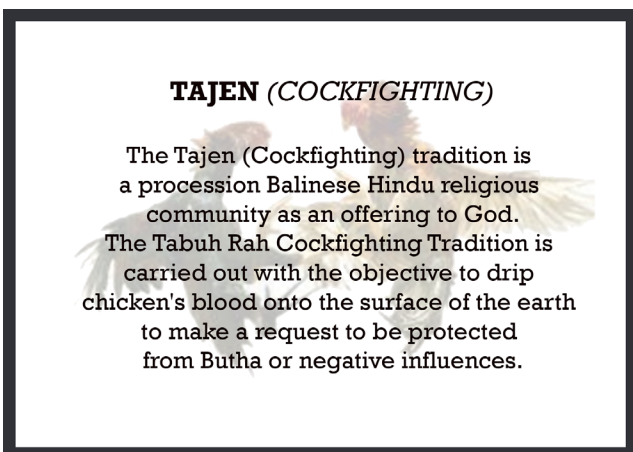 TAJEN (COCKFIGHTING)
The Tajen (Cockfighting) tradition is
a procession Balinese Hindu religious
community as an offering to God.
The Tabuh Rah Cockfighting Tradition is
carried out with the objective to drip
chicken's blood onto the surface of the earth
to make a request to be protected
from Butha or negative influences.